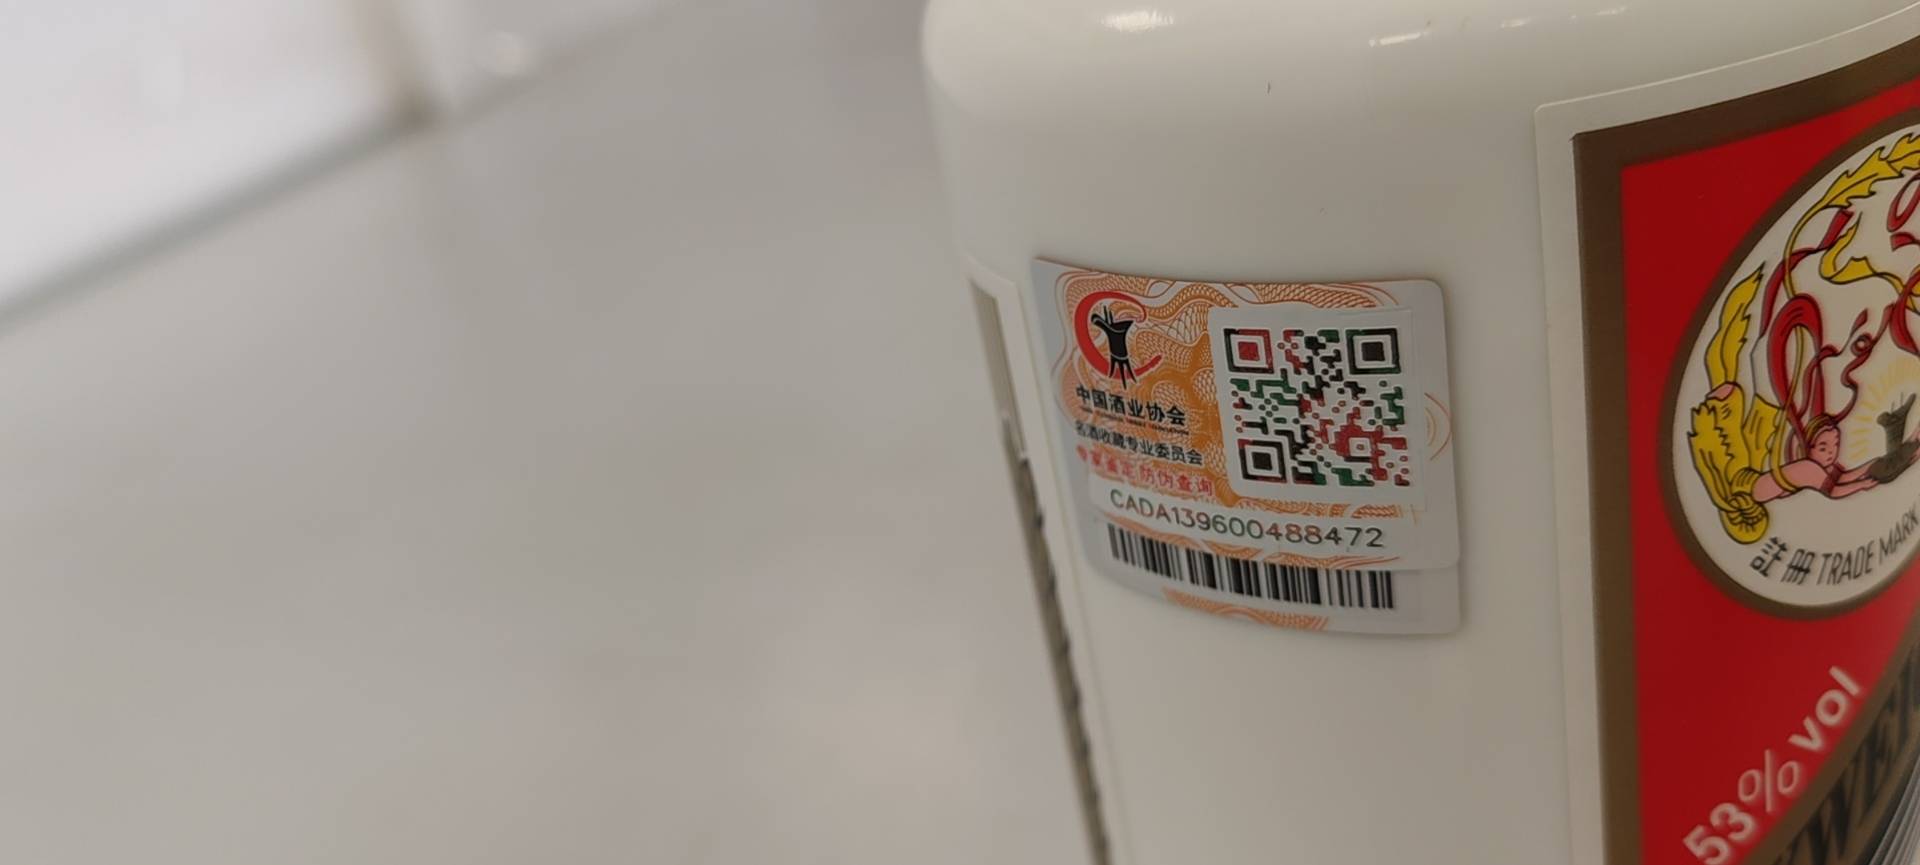 中国酒业协会
名酒收藏专业委员会
专家鉴定防伪查询
CADA139600488472
註册 TRADE MARK
53% vol